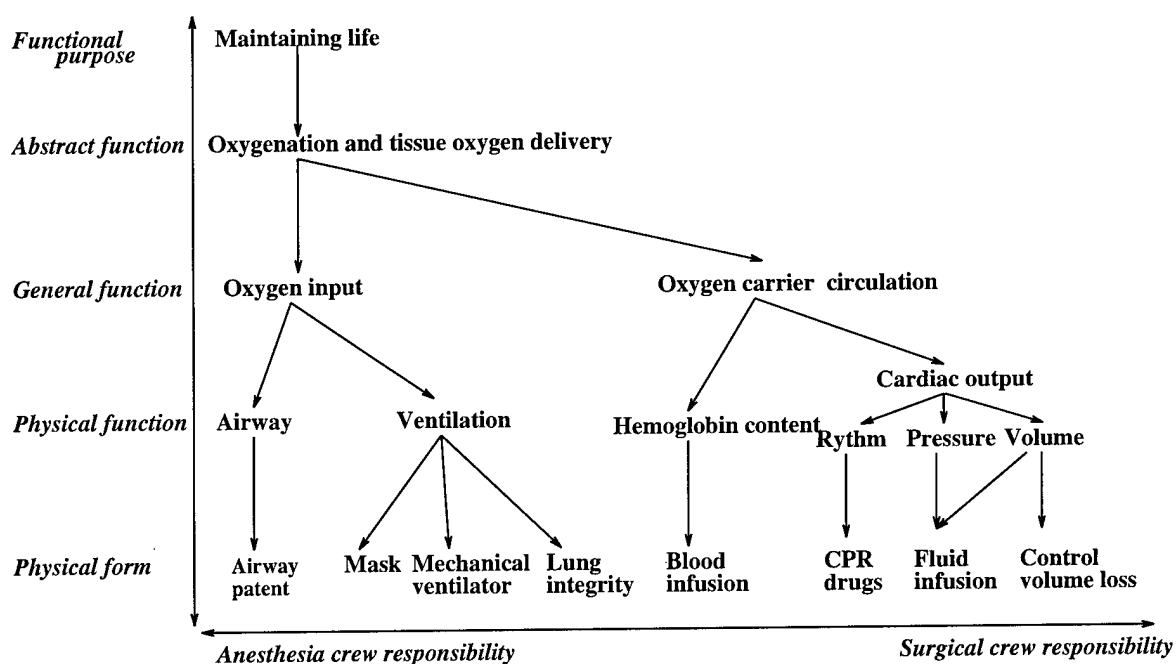 Functional
purpose
Maintaining life
Abstract function
Oxygenation and tissue oxygen delivery
General function
Oxygen input
Oxygen carrier circulation
Cardiac output
Physical function
Airway
Ventilation
Hemoglobin content
Rythm
Pressure
Volume
Physical form
Airway
patent
Mask
Mechanical
ventilator
Lung
integrity
Blood
infusion
CPR
drugs
Fluid
infusion
Control
volume loss
Anesthesia crew responsibility
Surgical crew responsibility